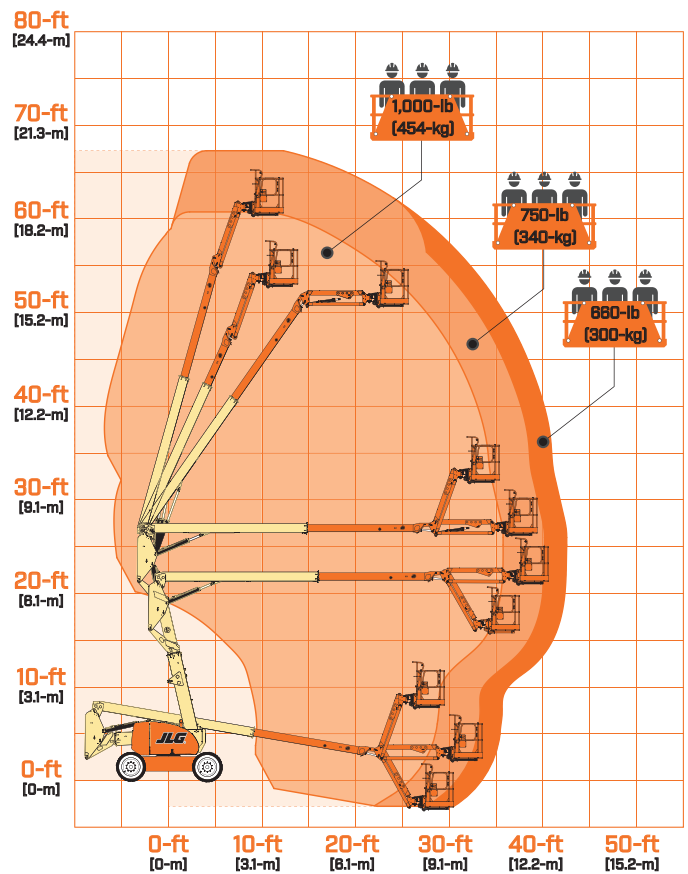 80-ft
[24.4-m]
70-ft
[21.3-m]
60-ft
[18.2-m]
50-ft
[15.2-m]
40-ft
[12.2-m]
30-ft
[9.1-m]
20-ft
[6.1-m]
10-ft
[3.1-m]
0-ft
[0-m]
1,000-lb
(454-kg)
750-lb
(340-kg)
660-lb
(300-kg)
JLG
0-ft
[0-m]
10-ft
[3.1-m]
20-ft
[6.1-m]
30-ft
[9.1-m]
40-ft
[12.2-m]
50-ft
[15.2-m]